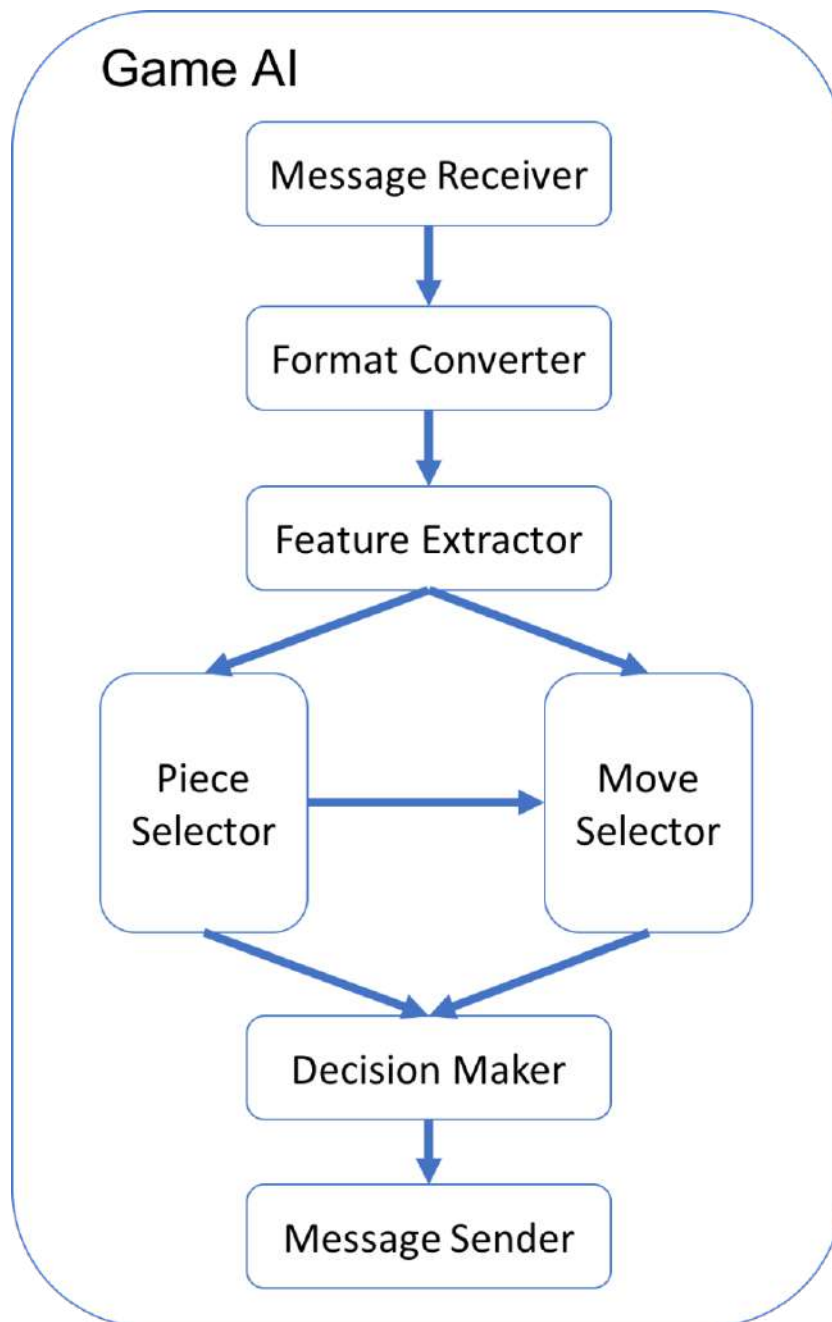 Game AI
Message Receiver
Format Converter
Feature Extractor
Piece
Selector
Move
Selector
Decision Maker
Message Sender